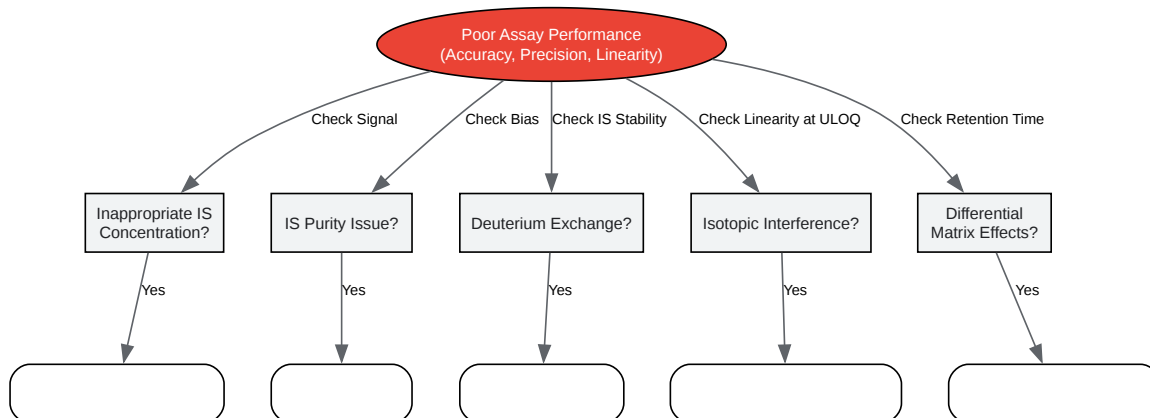 Poor Assay Performance
(Accuracy, Precision, Linearity)
Check Signal
Check Bias
Check IS Stability
Check Linearity at ULOQ
Check Retention Time
Inappropriate IS
Concentration?
IS Purity Issue?
Deuterium Exchange?
Isotopic Interference?
Differential
Matrix Effects?
Yes
Yes
Yes
Yes
Yes